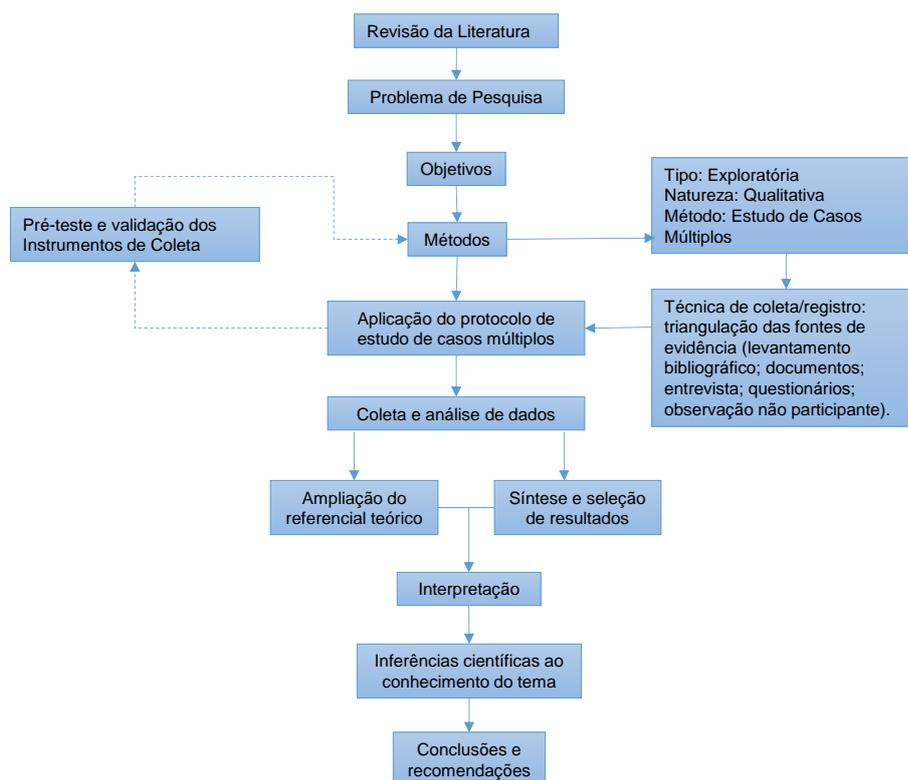 Revisão da Literatura
Problema de Pesquisa
Objetivos
Métodos
Tipo: Exploratória
Natureza: Qualitativa
Método: Estudo de Casos
Múltiplos
Pré-teste e validação dos
Instrumentos de Coleta
Aplicação do protocolo de
estudo de casos múltiplos
Técnica de coleta/registro:
triangulação das fontes de
evidência (levantamento
bibliográfico; documentos;
entrevista; questionários;
observação não participante).
Coleta e análise de dados
Ampliação do
referencial teórico
Síntese e seleção
de resultados
Interpretação
Inferências científicas ao
conhecimento do tema
Conclusões e
recomendações